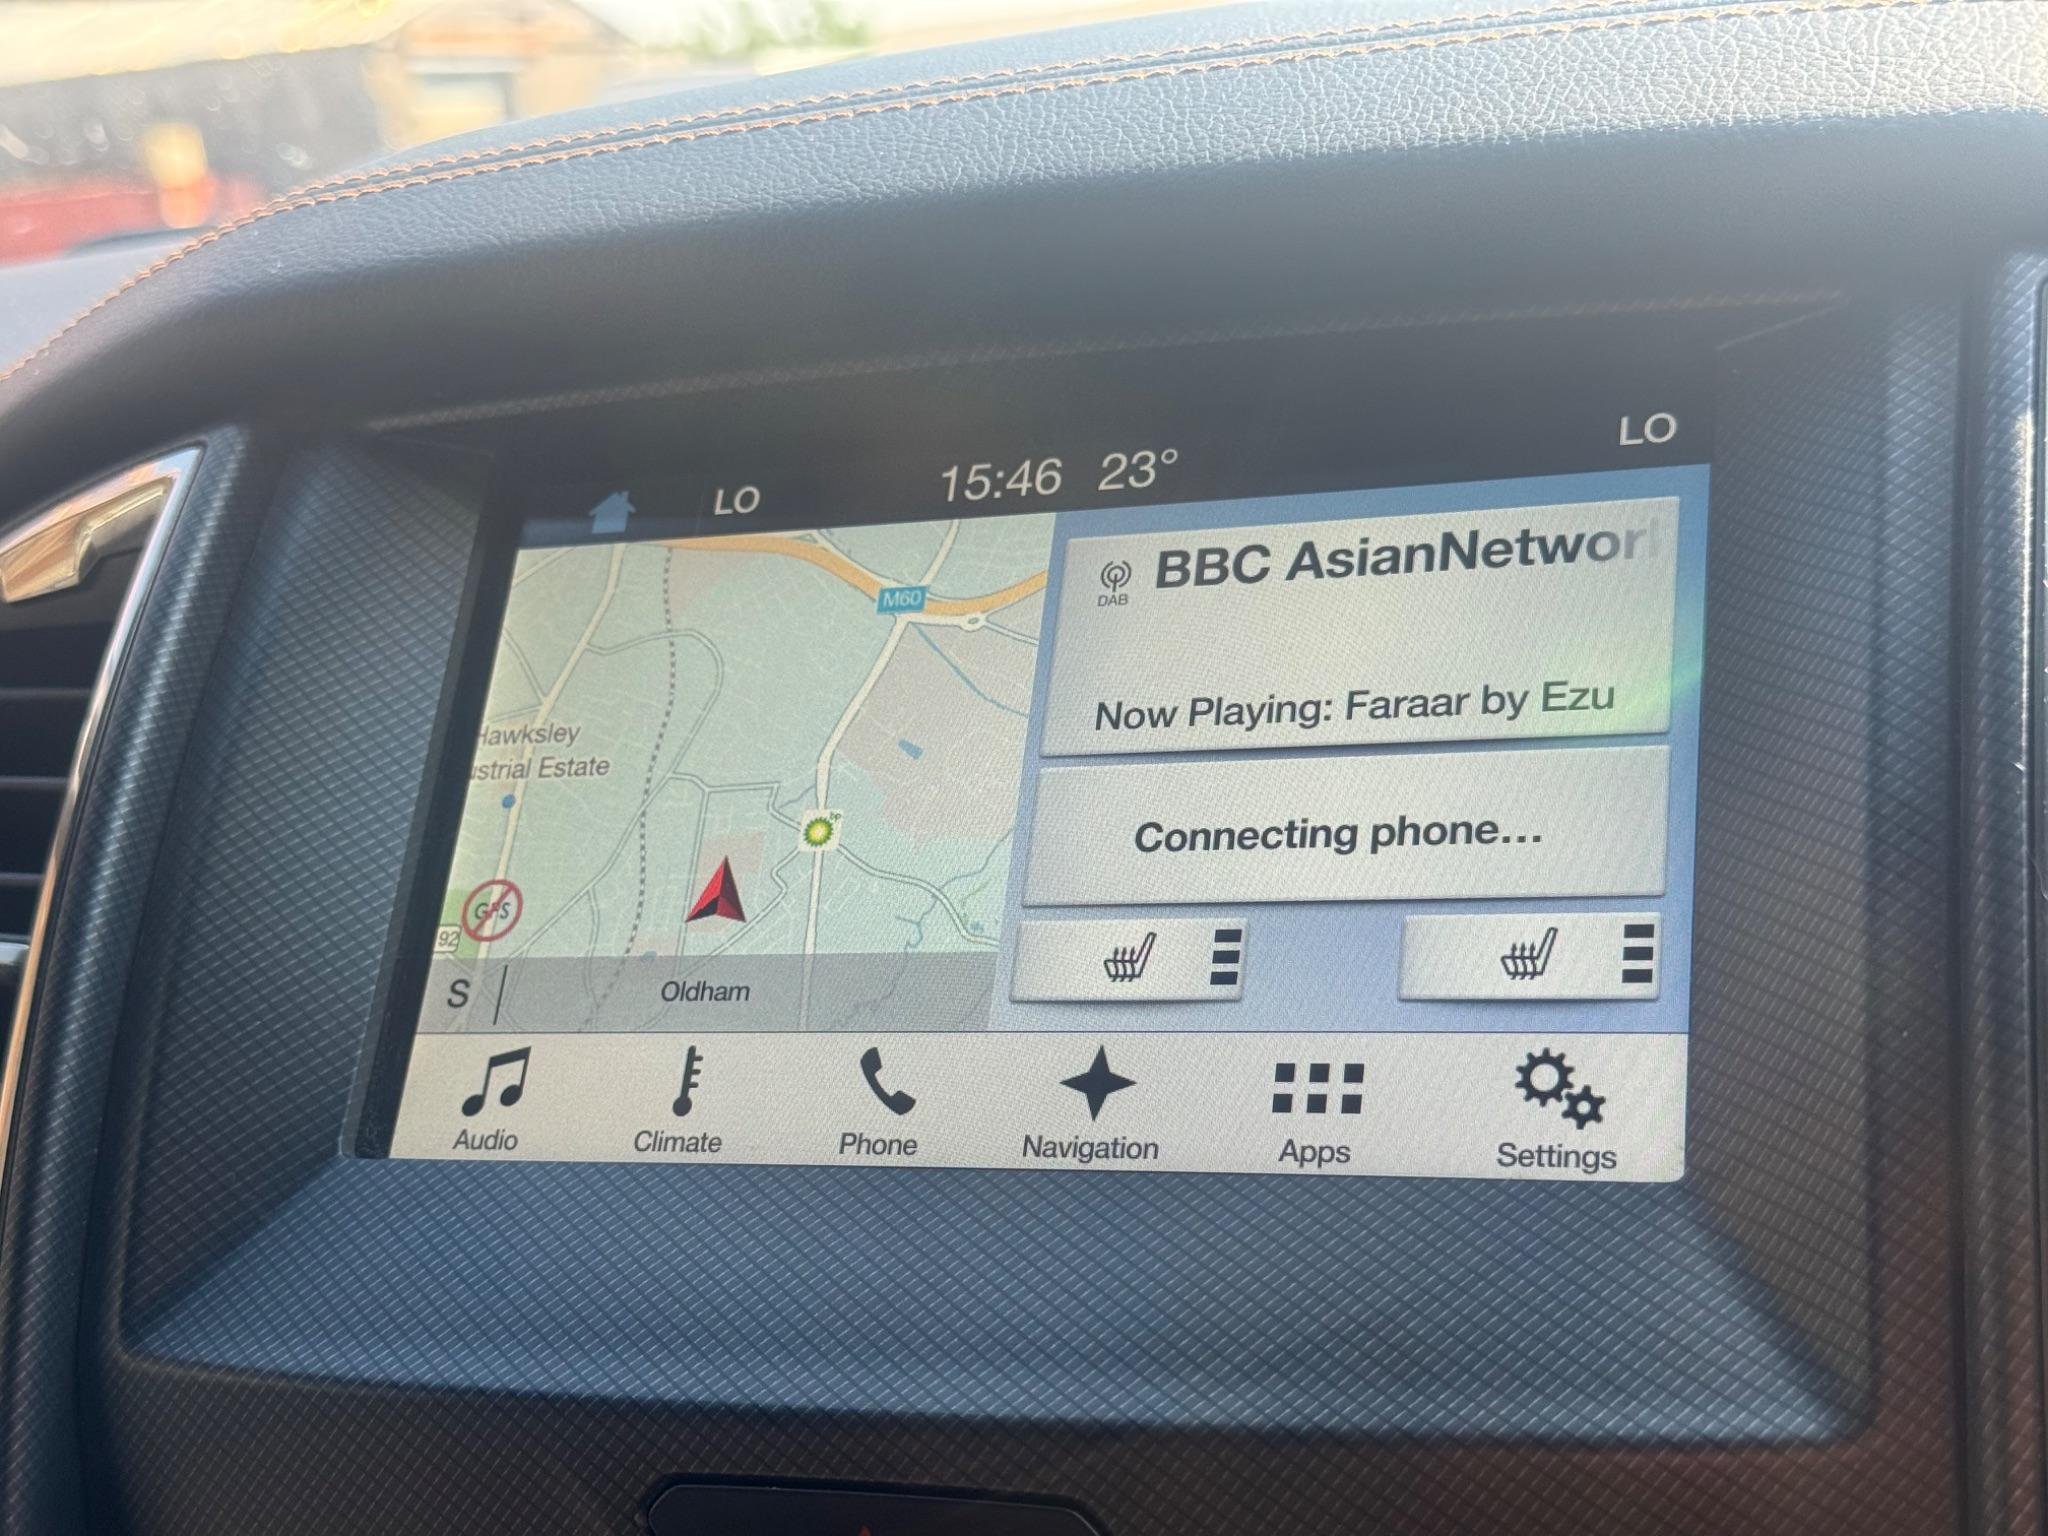 LO
15:46 23°
LO
M60
Hawksley
ustrial Estate
bp
GPS
92
S
Oldham
DAB
BBC AsianNetwor
Now Playing: Faraar by Ezu
Connecting phone...
Audio
Climate
Phone
Navigation
Apps
Settings